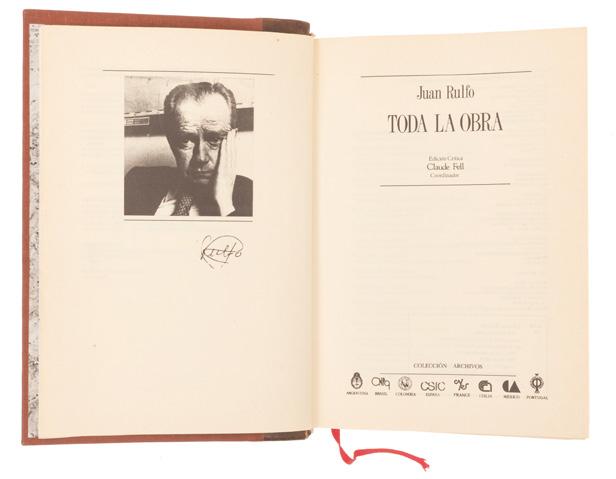 Rulfo
Juan Rulfo
TODA LA OBRA
Edición Crítica
Claude Fell
Coordinador
COLECCIÓN ARCHIVOS
CSIC
ARGENTINA BRASIL COLOMBIA ESPAÑA FRANCE ITALIA MÉXICO PORTUGAL